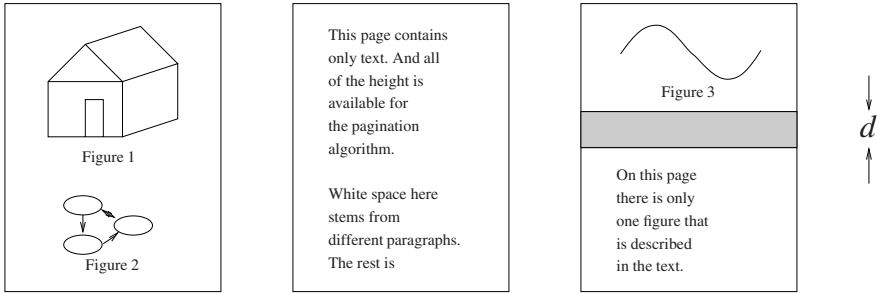 Figure 1
Figure 2
This page contains
only text. And all
of the height is
available for
the pagination
algorithm.
White space here
stems from
different paragraphs.
The rest is
Figure 3
On this page
there is only
one figure that
is described
in the text.
d